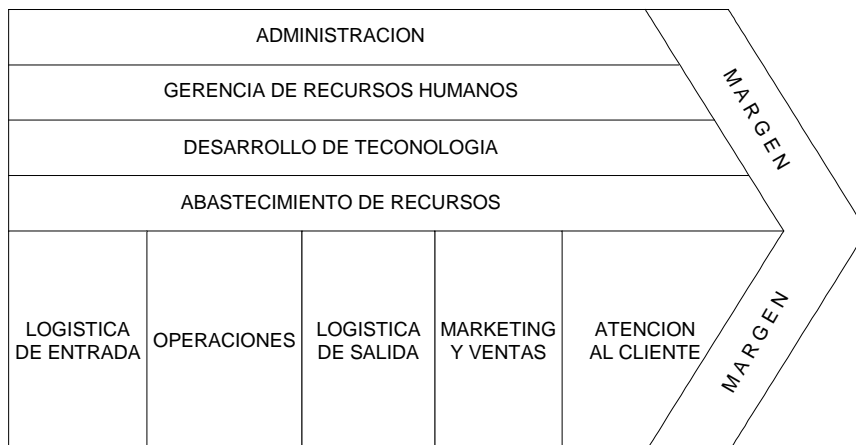 ADMINISTRACION
GERENCIA DE RECURSOS HUMANOS
DESARROLLO DE TECONOLOGIA
ABASTECIMIENTO DE RECURSOS
MARGEN
LOGISTICA
DE ENTRADA
OPERACIONES
LOGISTICA
DE SALIDA
MARKETING
Y VENTAS
ATENCION
AL CLIENTE
MARGEN